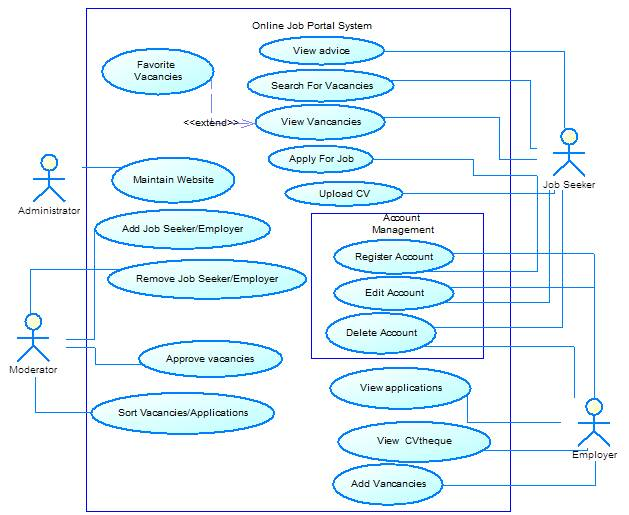 Online Job Portal System
View advice
Favorite
Vacancies
Search For Vacancies
<<extend>>
View Vancancies
Apply For Job
Maintain Website
Upload CV
Job Seeker
Administrator
Account
Management
Add Job Seeker/Employer
Register Account
Remove Job Seeker/Employer
Edit Account
Delete Account
Moderator
Approve vacancies
View applications
Sort Vacancies/Applications
View CVtheque
Employer
Add Vancancies